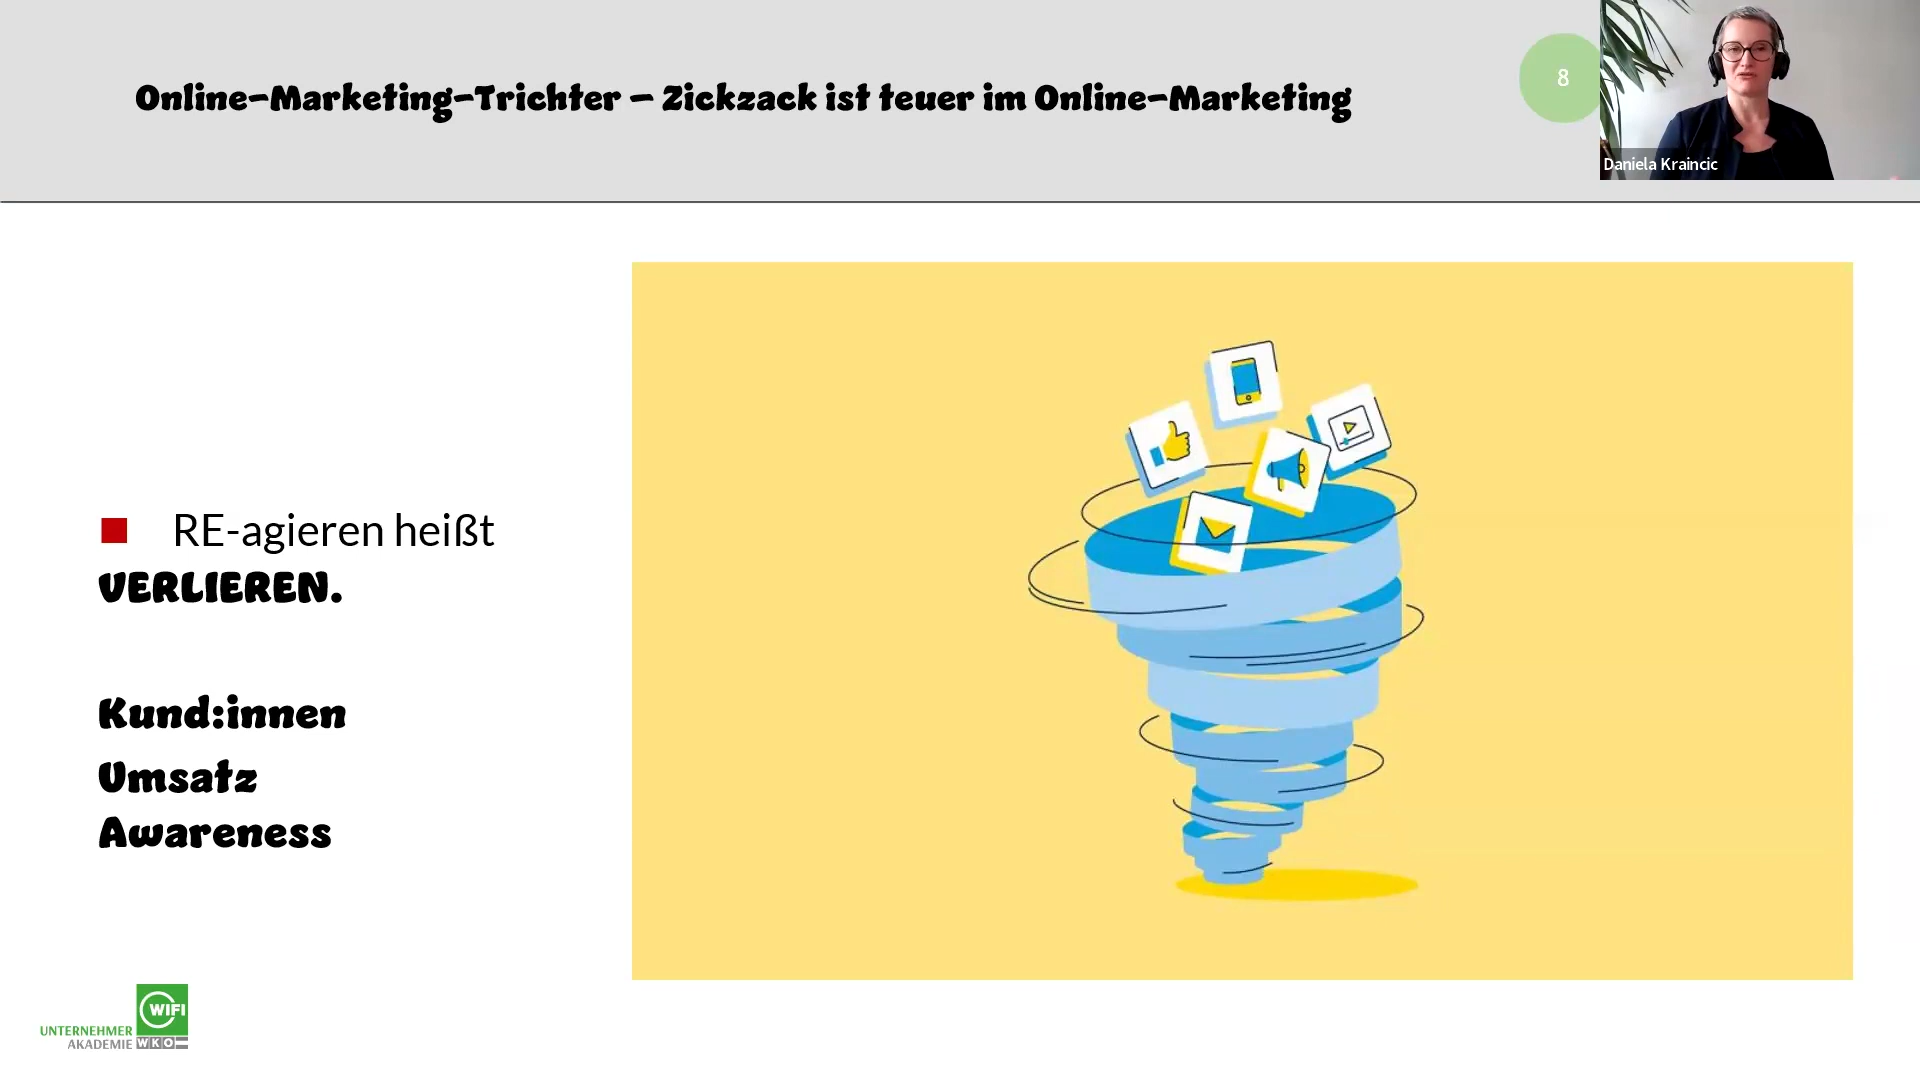 Online-Marketing-Trichter – Zickzack ist teuer im Online-Marketing
8
Daniela Kraincic
RE-agieren heißt
VERLIEREN.
Kund:innen
Umsatz
Awareness
WIFI
UNTERNEHMER
AKADEMIE WKO